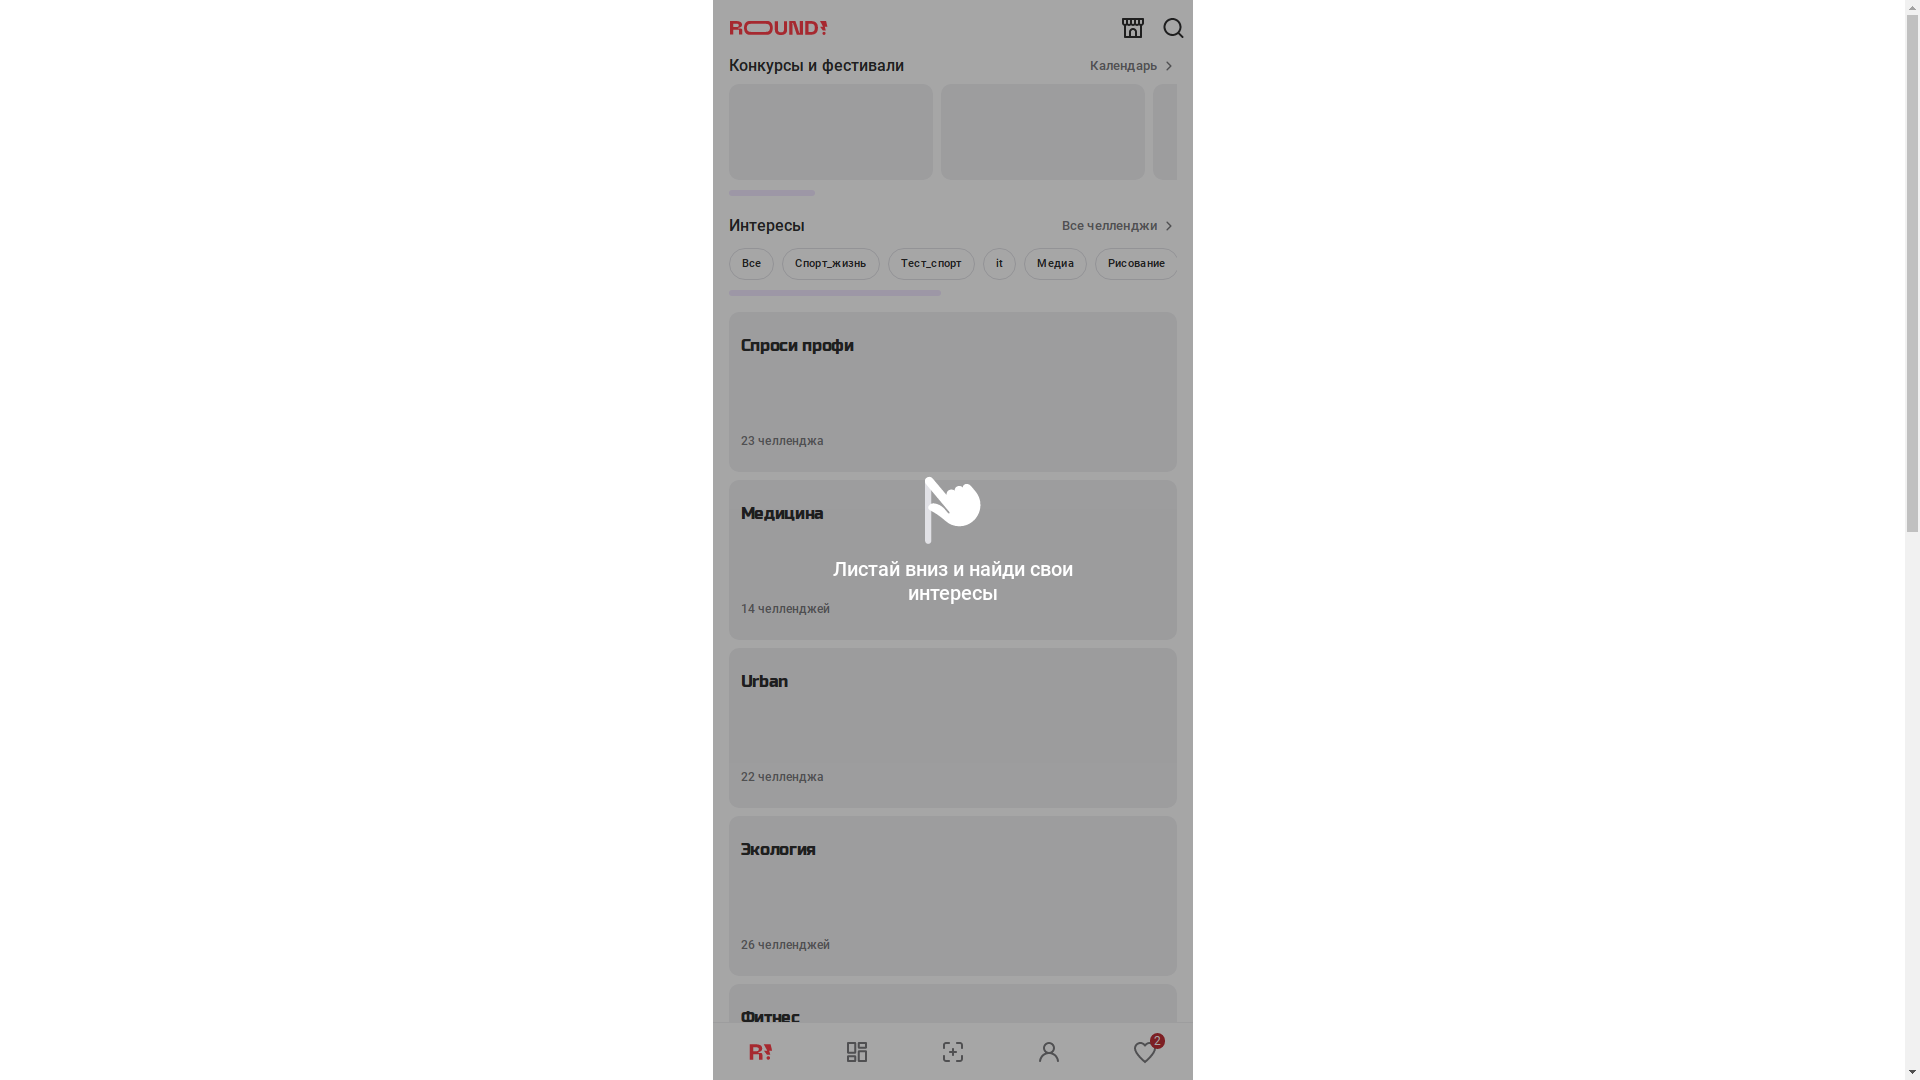 ROUND!
Конкурсы и фестивали
Календарь
Интересы
Все челленджи
Все
Спорт_жизнь
Тест_спорт
it
Медиа
Рисование
Спроси профи
23 челленджа
Медицина
Листай вниз и найди свои
интересы
14 челленджей
Urban
22 челленджа
Экология
26 челленджей
Фитнес
R!
2